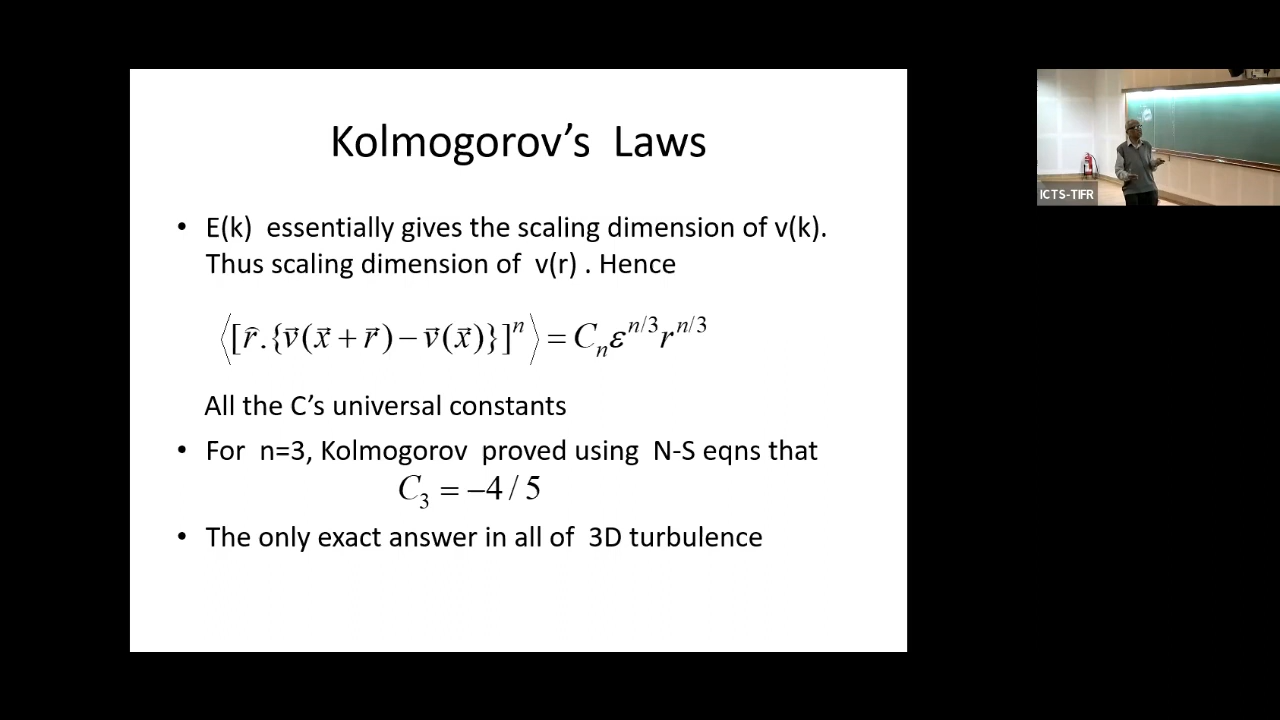 Kolmogorov's Laws
• E(k) essentially gives the scaling dimension of v(k).
Thus scaling dimension of v(r) . Hence
⟨[r̂.{v⃗(x⃗ + r⃗) − v⃗(x⃗)}]ⁿ⟩ = Cₙ ε^{n/3} r^{n/3}
All the C's universal constants
• For n=3, Kolmogorov proved using N-S eqns that
C₃ = −4 / 5
• The only exact answer in all of 3D turbulence
ICTS-TIFR